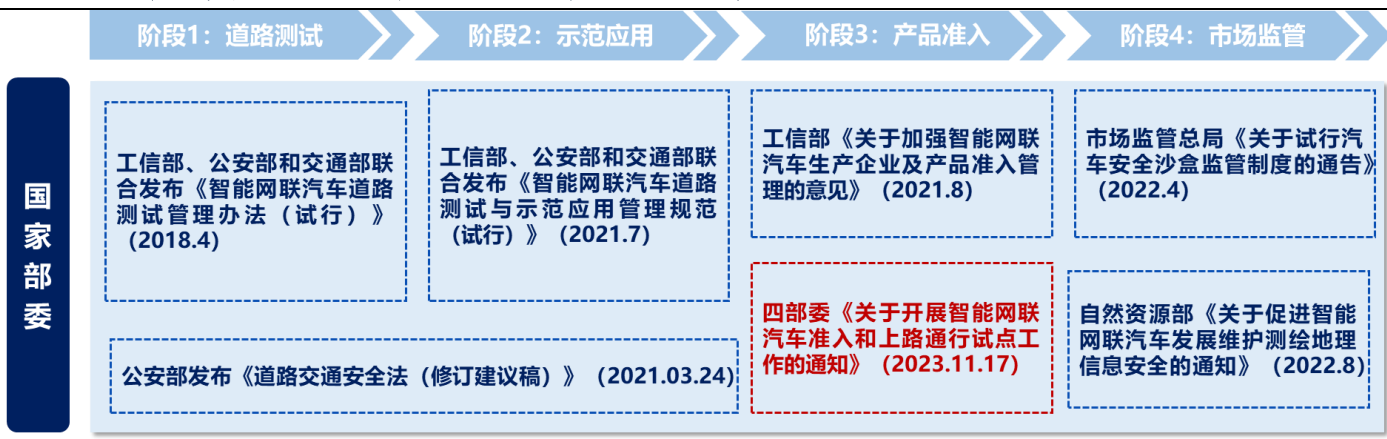 阶段1：道路测试
阶段2：示范应用
阶段3：产品准入
阶段4：市场监管
国
家
部
委
工信部、公安部和交通部联
合发布《智能网联汽车道路
测试管理办法（试行）》
（2018.4）
工信部、公安部和交通部联
合发布《智能网联汽车道路
测试与示范应用管理规范
（试行）》（2021.7）
工信部《关于加强智能网联
汽车生产企业及产品准入管
理的意见》（2021.8）
市场监管总局《关于试行汽
车安全沙盒监管制度的通告》
（2022.4）
公安部发布《道路交通安全法（修订建议稿）》（2021.03.24）
四部委《关于开展智能网联
汽车准入和上路通行试点工
作的通知》（2023.11.17）
自然资源部《关于促进智能
网联汽车发展维护测绘地理
信息安全的通知》（2022.8）